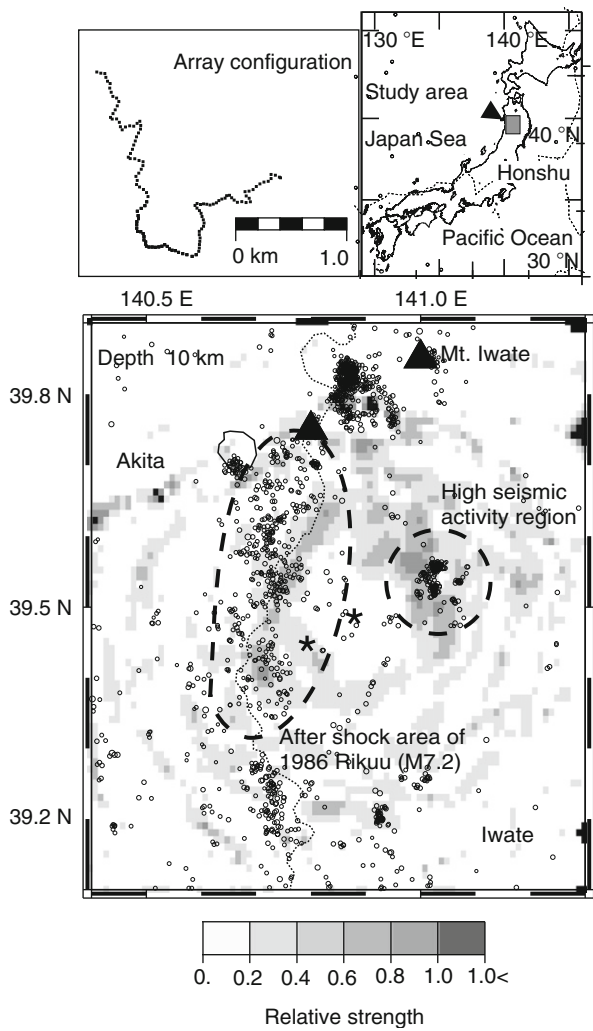 Array configuration
0 km 1.0
130 °E 140 °E
Study area
Japan Sea
40 °N
Honshu
Pacific Ocean
30 °N
140.5 E 141.0 E
Depth 10 km
Mt. Iwate
39.8 N
Akita
High seismic
activity region
39.5 N
After shock area of
1986 Rikuu (M7.2)
39.2 N
Iwate
0. 0.2 0.4 0.6 0.8 1.0 1.0<
Relative strength